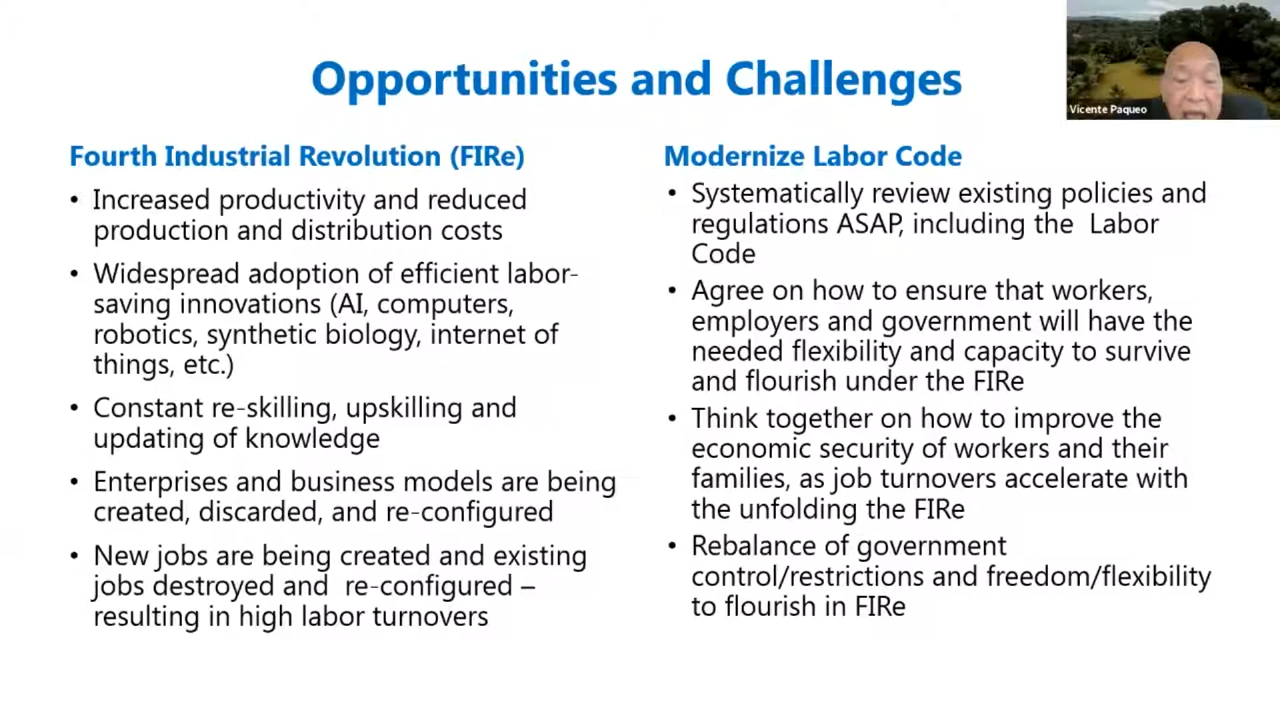 Opportunities and Challenges
Vicente Paqueo
Fourth Industrial Revolution (FIRe)
• Increased productivity and reduced
production and distribution costs
• Widespread adoption of efficient labor-
saving innovations (AI, computers,
robotics, synthetic biology, internet of
things, etc.)
• Constant re-skilling, upskilling and
updating of knowledge
• Enterprises and business models are being
created, discarded, and re-configured
• New jobs are being created and existing
jobs destroyed and  re-configured –
resulting in high labor turnovers
Modernize Labor Code
• Systematically review existing policies and
regulations ASAP, including the  Labor
Code
• Agree on how to ensure that workers,
employers and government will have the
needed flexibility and capacity to survive
and flourish under the FIRe
• Think together on how to improve the
economic security of workers and their
families, as job turnovers accelerate with
the unfolding the FIRe
• Rebalance of government
control/restrictions and freedom/flexibility
to flourish in FIRe